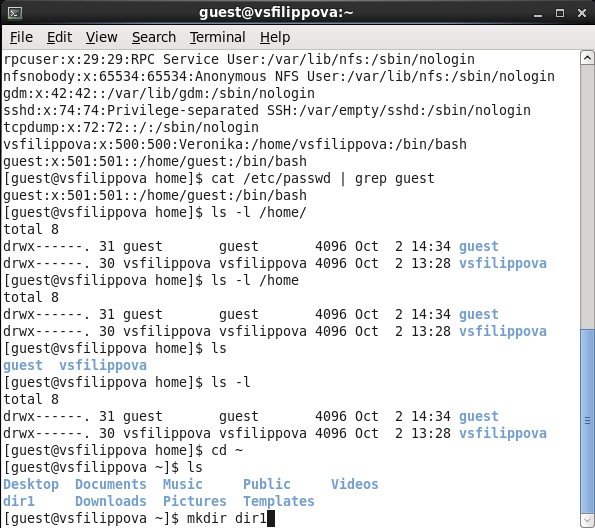 guest@vsfilippova:~
File Edit View Search Terminal Help
rpcuser:x:29:29:RPC Service User:/var/lib/nfs:/sbin/nologin
nfsnobody:x:65534:65534:Anonymous NFS User:/var/lib/nfs:/sbin/nologin
gdm:x:42:42::/var/lib/gdm:/sbin/nologin
sshd:x:74:74:Privilege-separated SSH:/var/empty/sshd:/sbin/nologin
tcpdump:x:72:72::/:/sbin/nologin
vsfilippova:x:500:500:Veronika:/home/vsfilippova:/bin/bash
guest:x:501:501::/home/guest:/bin/bash
[guest@vsfilippova home]$ cat /etc/passwd | grep guest
guest:x:501:501::/home/guest:/bin/bash
[guest@vsfilippova home]$ ls -l /home/
total 8
drwx------. 31 guest       guest       4096 Oct  2 14:34 guest
drwx------. 30 vsfilippova vsfilippova 4096 Oct  2 13:28 vsfilippova
[guest@vsfilippova home]$ ls -l /home
total 8
drwx------. 31 guest       guest       4096 Oct  2 14:34 guest
drwx------. 30 vsfilippova vsfilippova 4096 Oct  2 13:28 vsfilippova
[guest@vsfilippova home]$ ls
guest  vsfilippova
[guest@vsfilippova home]$ ls -l
total 8
drwx------. 31 guest       guest       4096 Oct  2 14:34 guest
drwx------. 30 vsfilippova vsfilippova 4096 Oct  2 13:28 vsfilippova
[guest@vsfilippova home]$ cd ~
[guest@vsfilippova ~]$ ls
Desktop  Documents  Music     Public     Videos
dir1     Downloads  Pictures  Templates
[guest@vsfilippova ~]$ mkdir dir1